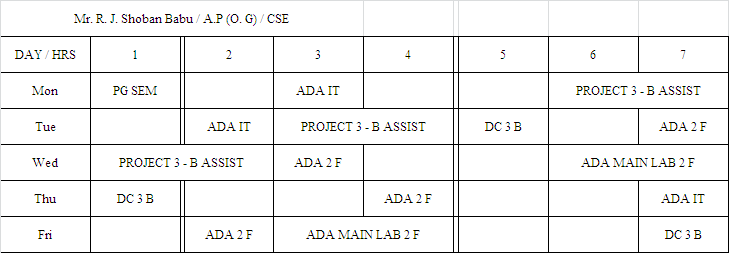 Mr. R. J. Shoban Babu / A.P (O. G) / CSE
DAY / HRS 1 2 3 4 5 6 7
Mon PG SEM ADA IT PROJECT 3 - B ASSIST
Tue ADA IT PROJECT 3 - B ASSIST DC 3 B ADA 2 F
Wed PROJECT 3 - B ASSIST ADA 2 F ADA MAIN LAB 2 F
Thu DC 3 B ADA 2 F ADA IT
Fri ADA 2 F ADA MAIN LAB 2 F DC 3 B